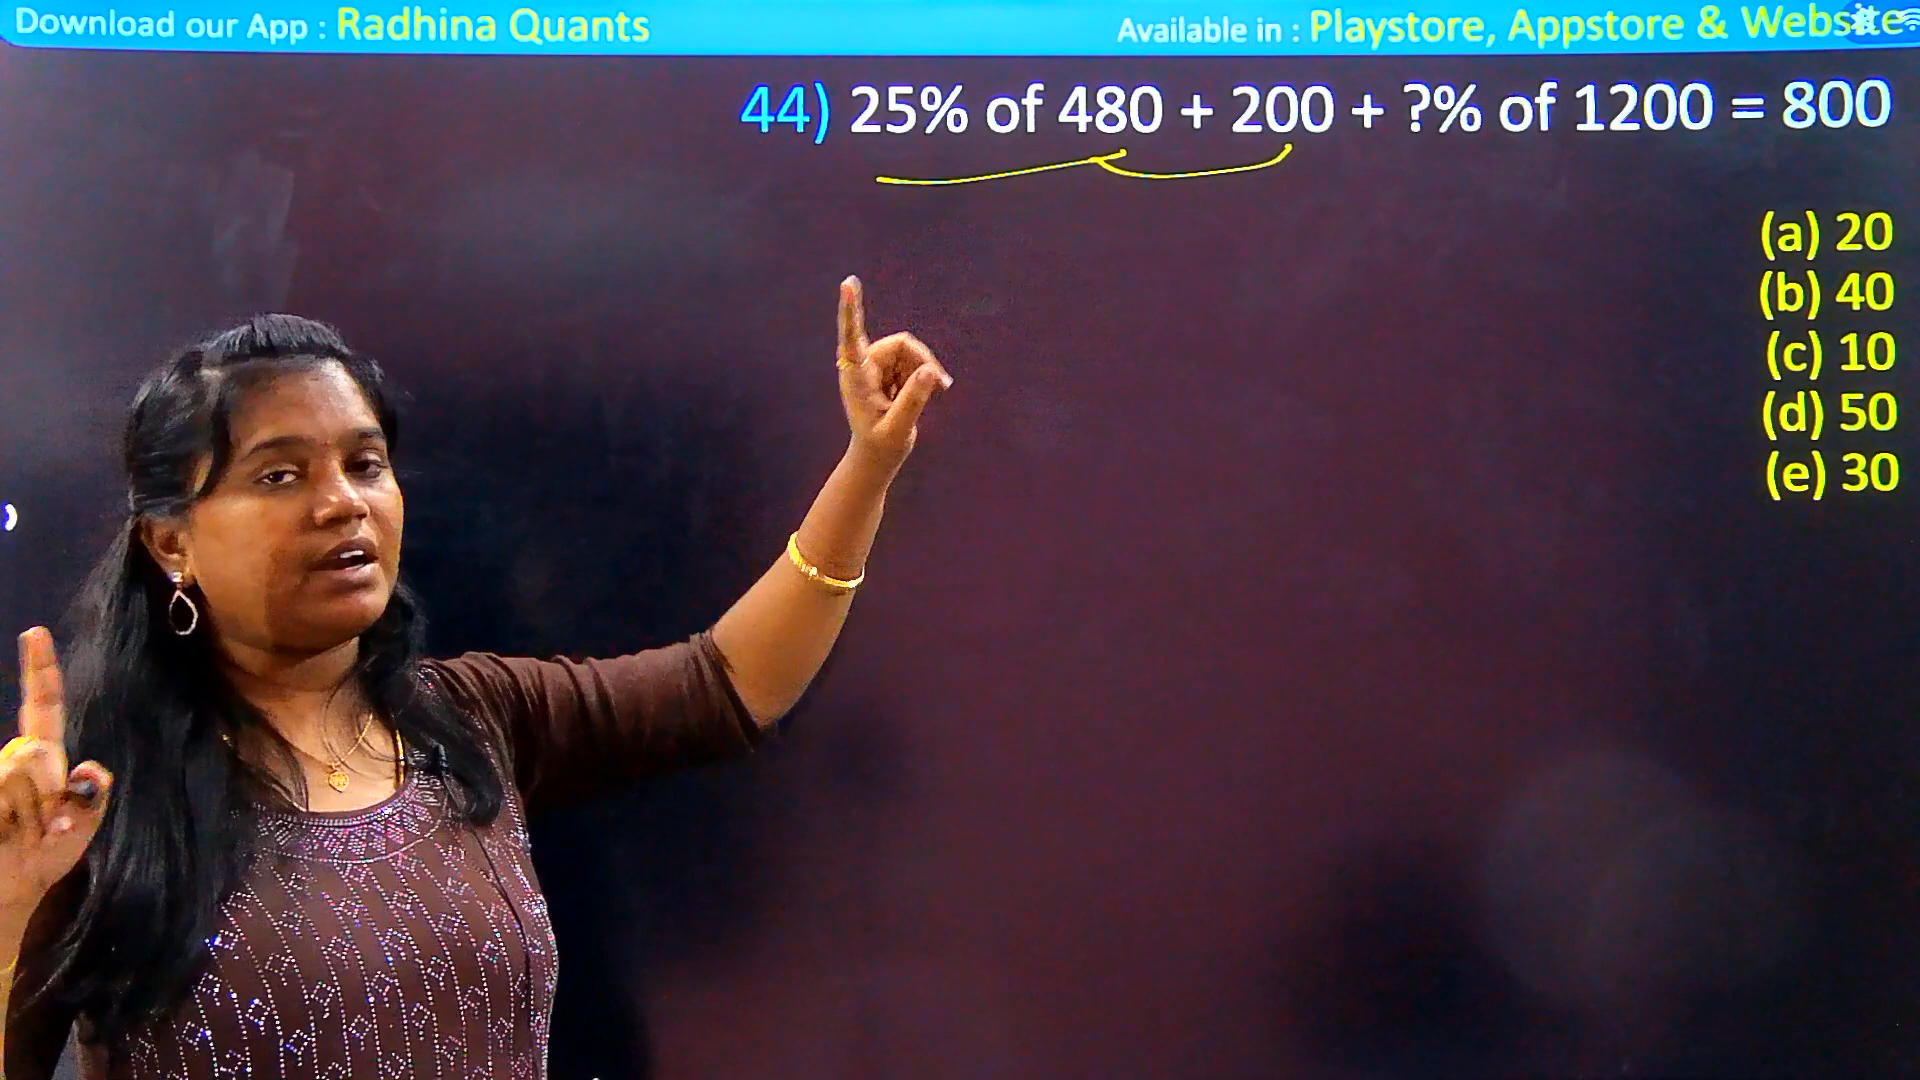 Download our App : Radhina Quants
Available in : Playstore, Appstore & Website
44) 25% of 480 + 200 + ?% of 1200 = 800
(a) 20
(b) 40
(c) 10
(d) 50
(e) 30